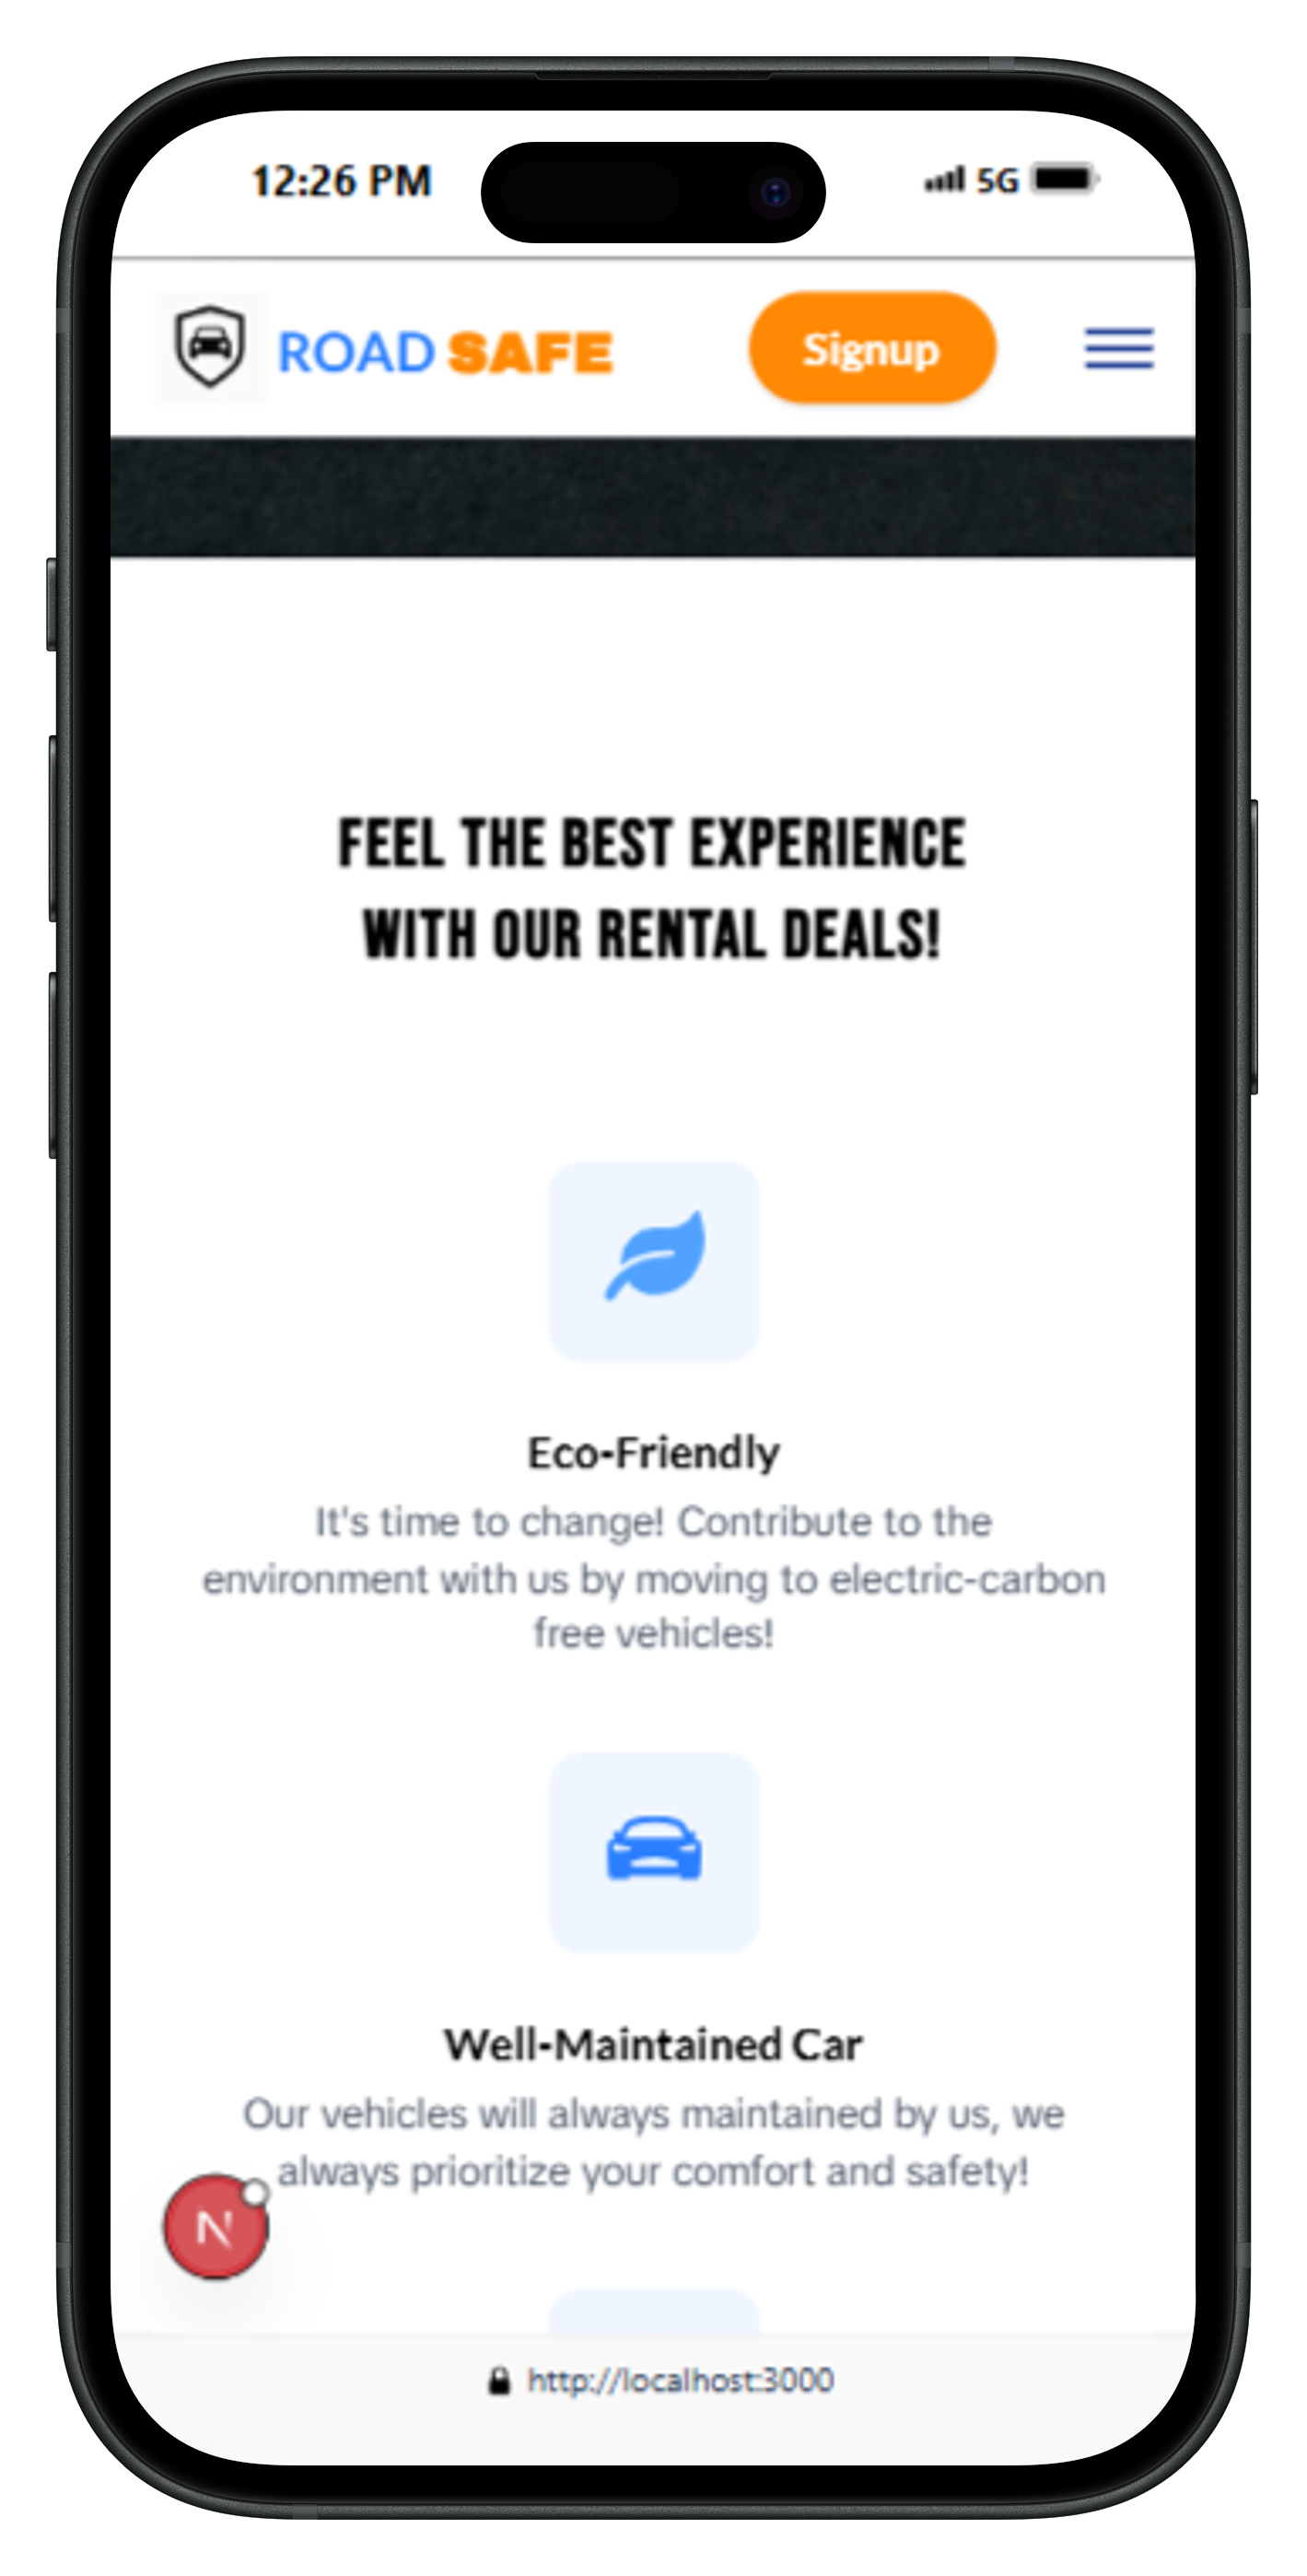 12:26 PM 5G
ROAD SAFE Signup
FEEL THE BEST EXPERIENCE
WITH OUR RENTAL DEALS!
Eco-Friendly
It's time to change! Contribute to the
environment with us by moving to electric-carbon
free vehicles!
Well-Maintained Car
Our vehicles will always maintained by us, we
always prioritize your comfort and safety!
N
http://localhost:3000